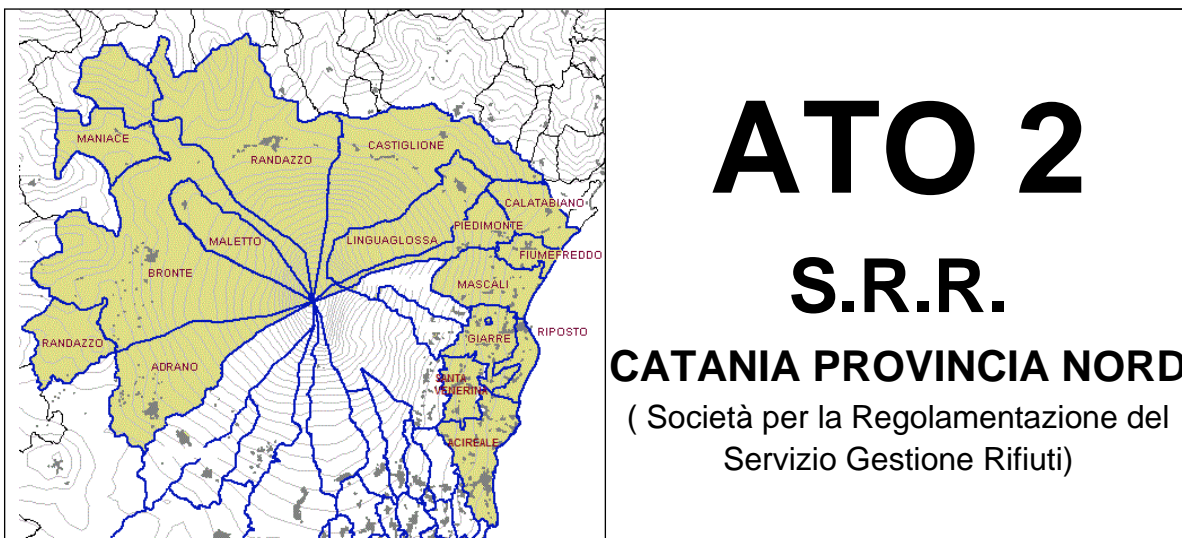 MANIACE
RANDAZZO
CASTIGLIONE
CALATABIANO
PIEDIMONTE
MALETTO
LINGUAGLOSSA
FIUMEFREDDO
BRONTE
MASCALI
RIPOSTO
RANDAZZO
GIARRE
ADRANO
SANTA
VENERINA
ACIREALE
ATO 2
S.R.R.
CATANIA PROVINCIA NORD
( Società per la Regolamentazione del
Servizio Gestione Rifiuti)